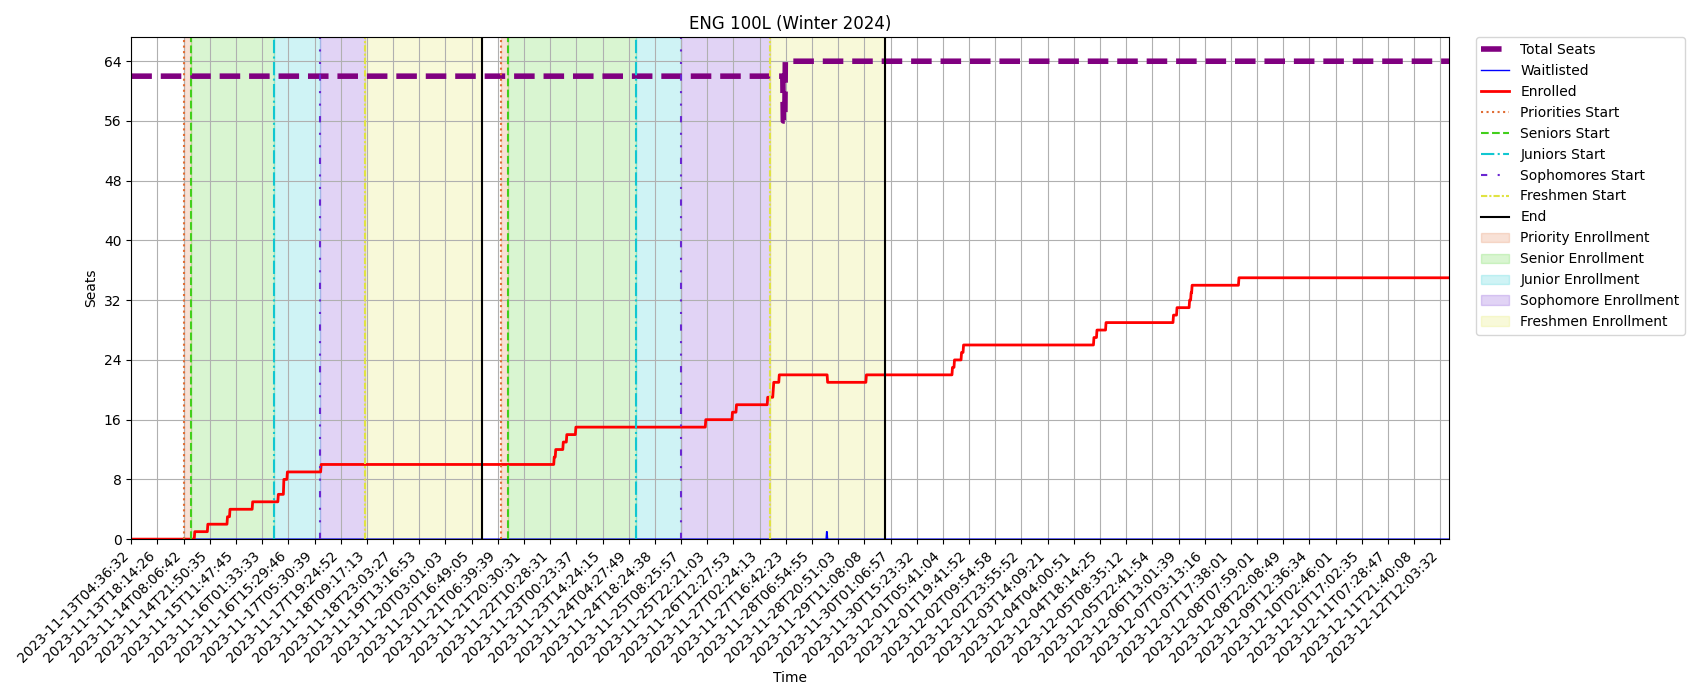 ENG 100L (Winter 2024)
64
56
48
40
32
24
16
8
0
Seats
2023-11-13T04:36:32
2023-11-13T18:14:26
2023-11-14T08:06:42
2023-11-14T21:50:35
2023-11-15T11:47:45
2023-11-16T01:33:33
2023-11-16T15:29:46
2023-11-17T05:30:39
2023-11-17T19:24:52
2023-11-18T09:17:13
2023-11-18T23:03:27
2023-11-19T13:16:53
2023-11-20T03:01:03
2023-11-20T16:49:05
2023-11-21T06:39:39
2023-11-21T20:30:31
2023-11-22T10:28:31
2023-11-23T00:23:37
2023-11-23T14:24:15
2023-11-24T04:27:49
2023-11-24T18:24:38
2023-11-25T08:25:57
2023-11-25T22:21:03
2023-11-26T12:27:53
2023-11-27T02:24:13
2023-11-27T16:42:23
2023-11-28T06:54:55
2023-11-28T20:51:03
2023-11-29T11:08:08
2023-11-30T01:06:57
2023-11-30T15:23:32
2023-12-01T05:41:04
2023-12-01T19:41:52
2023-12-02T09:54:58
2023-12-02T23:55:52
2023-12-03T14:09:21
2023-12-04T04:00:51
2023-12-04T18:14:25
2023-12-05T08:35:12
2023-12-05T22:41:54
2023-12-06T13:01:39
2023-12-07T03:13:16
2023-12-07T17:38:01
2023-12-08T07:59:01
2023-12-08T22:08:49
2023-12-09T12:36:34
2023-12-10T02:46:01
2023-12-10T17:02:35
2023-12-11T07:28:47
2023-12-11T21:40:08
2023-12-12T12:03:32
Time
Total Seats
Waitlisted
Enrolled
Priorities Start
Seniors Start
Juniors Start
Sophomores Start
Freshmen Start
End
Priority Enrollment
Senior Enrollment
Junior Enrollment
Sophomore Enrollment
Freshmen Enrollment